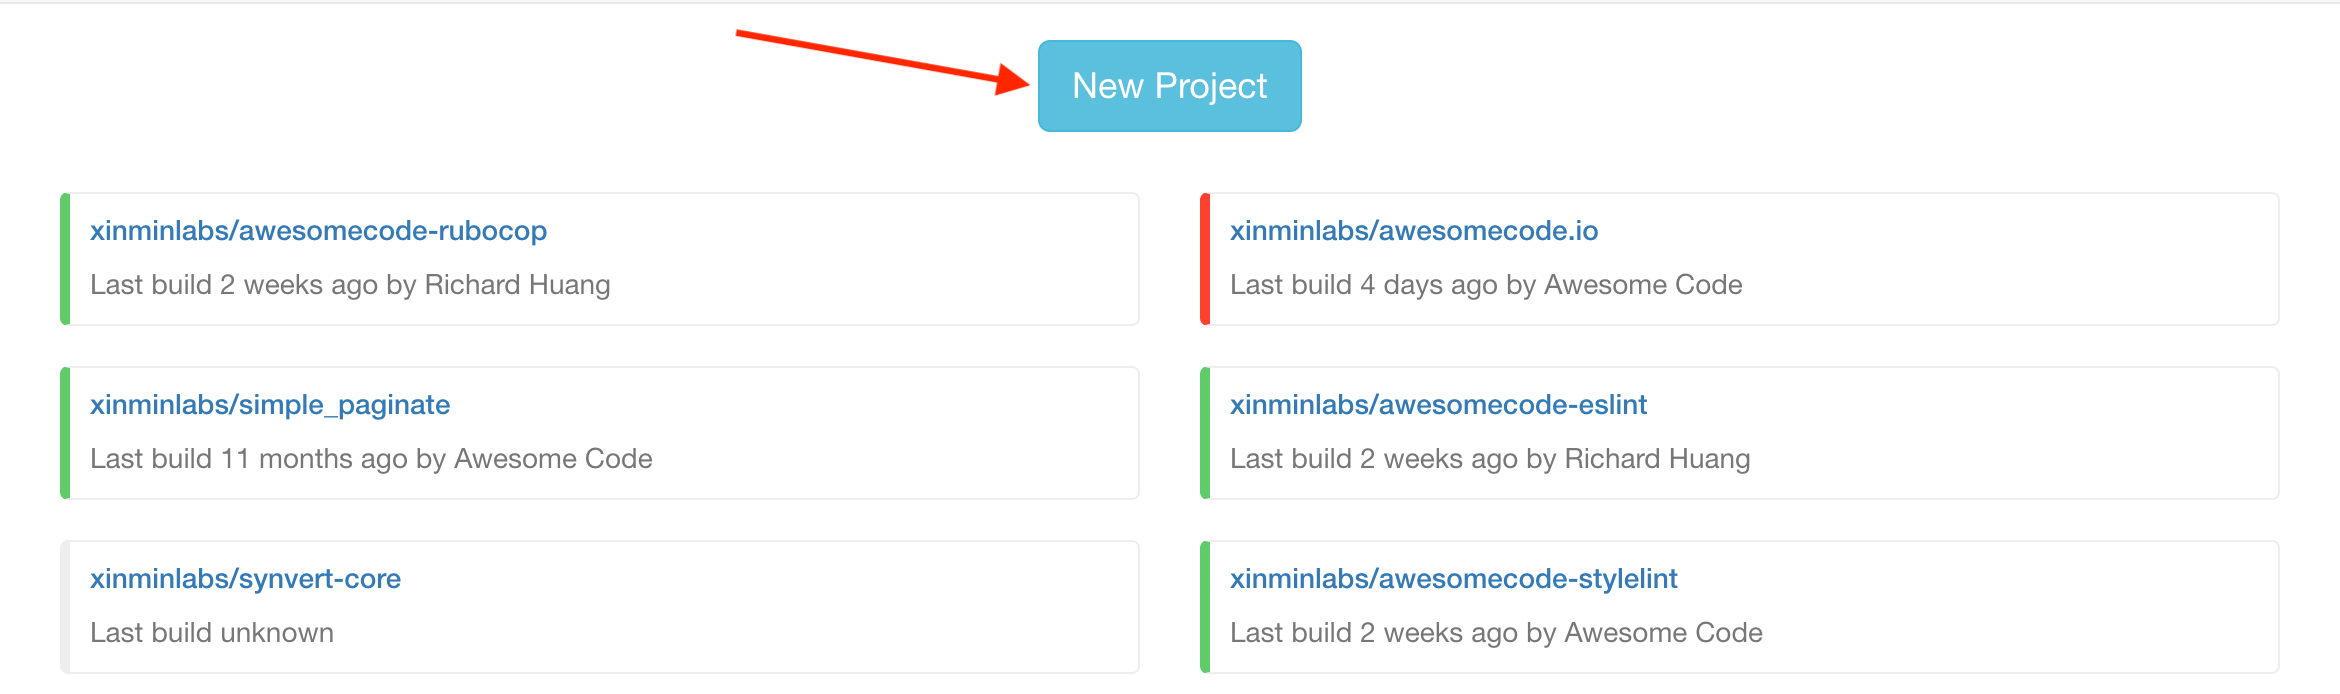 New Project
xinminlabs/awesomecode-rubocop
Last build 2 weeks ago by Richard Huang
xinminlabs/awesomecode.io
Last build 4 days ago by Awesome Code
xinminlabs/simple_paginate
Last build 11 months ago by Awesome Code
xinminlabs/awesomecode-eslint
Last build 2 weeks ago by Richard Huang
xinminlabs/synvert-core
Last build unknown
xinminlabs/awesomecode-stylelint
Last build 2 weeks ago by Awesome Code